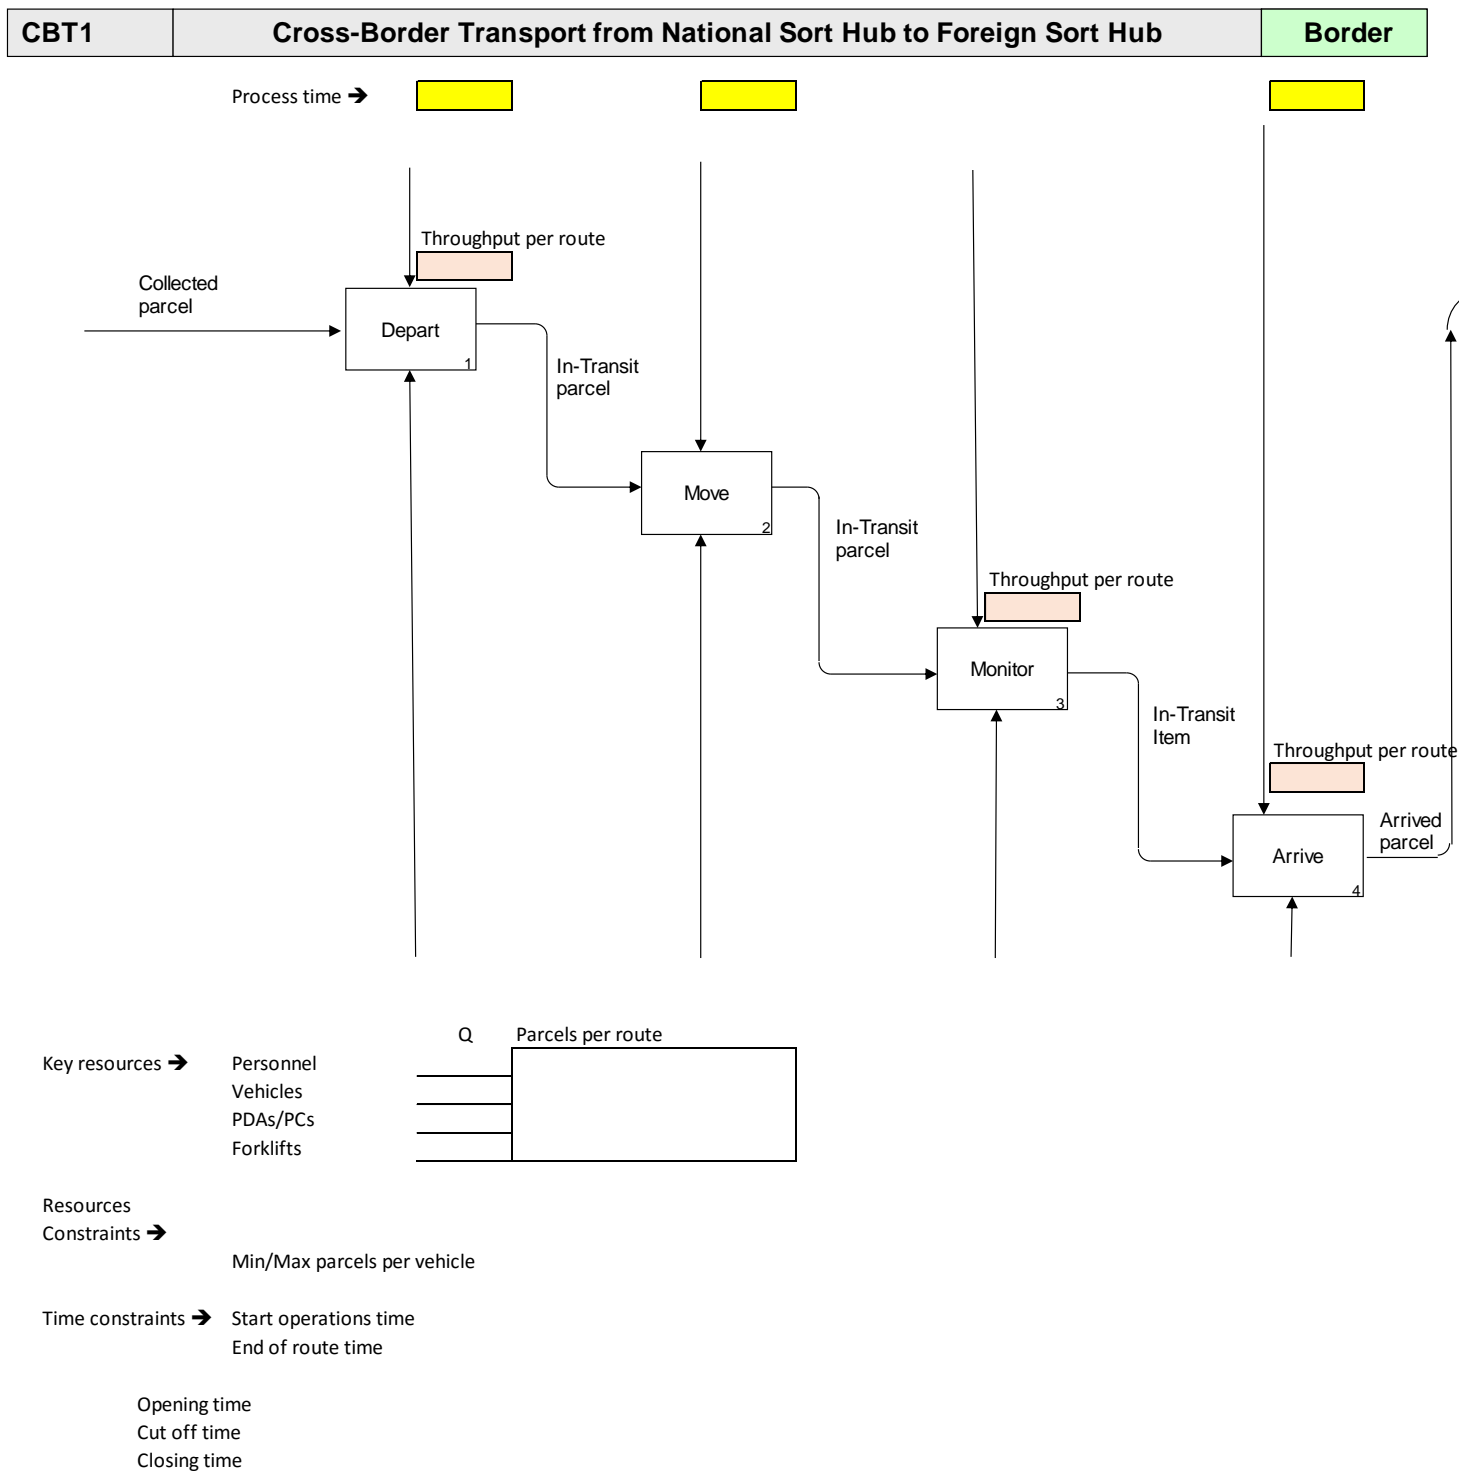 CBT1 Cross-Border Transport from National Sort Hub to Foreign Sort Hub Border
Process time ➔
Throughput per route
Collected
parcel
Depart
1
In-Transit
parcel
Move
2
In-Transit
parcel
Throughput per route
Monitor
3
In-Transit
Item
Throughput per route
Arrived
parcel
Arrive
4
Q Parcels per route
Key resources ➔ Personnel
Vehicles
PDAs/PCs
Forklifts
Resources
Constraints ➔
Min/Max parcels per vehicle
Time constraints ➔ Start operations time
End of route time
Opening time
Cut off time
Closing time